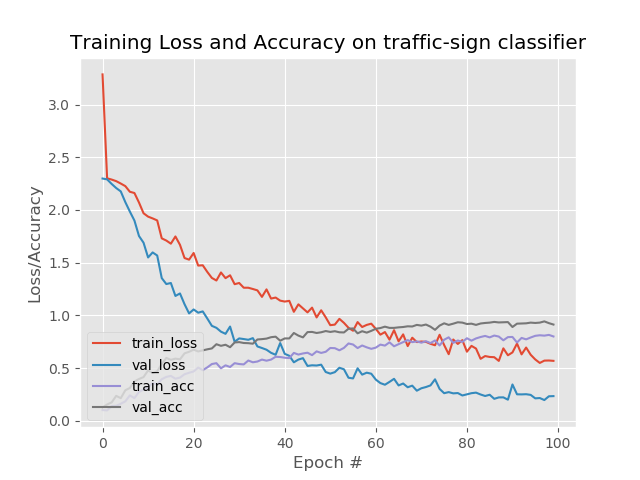 Training Loss and Accuracy on traffic-sign classifier
Loss/Accuracy
3.0
2.5
2.0
1.5
1.0
0.5
0.0
train_loss
val_loss
train_acc
val_acc
0
20
40
60
80
100
Epoch #